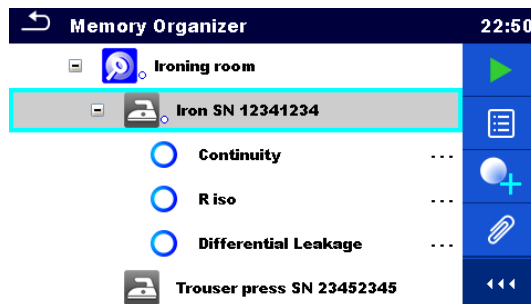 Memory Organizer 22:50
Ironing room
Iron SN 12341234
Continuity ---
R iso ---
Differential Leakage ---
Trouser press SN 23452345